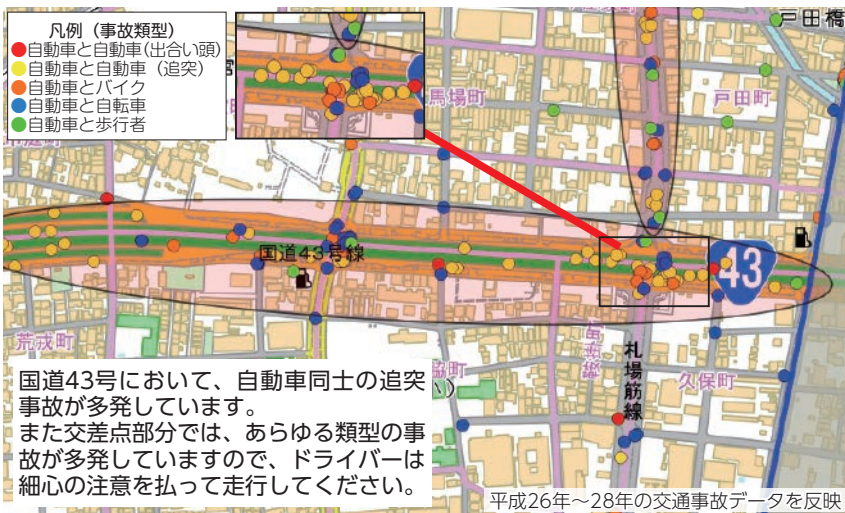 凡例（事故類型）
●自動車と自動車(出合い頭)
●自動車と自動車（追突）
●自動車とバイク
●自動車と自転車
●自動車と歩行者
戸田橋
馬場町
戸田町
国道43号線
43
荒戎町
札場筋線
久保町
国道43号において、自動車同士の追突
事故が多発しています。
また交差点部分では、あらゆる類型の事
故が多発していますので、ドライバーは
細心の注意を払って走行してください。
平成26年～28年の交通事故データを反映